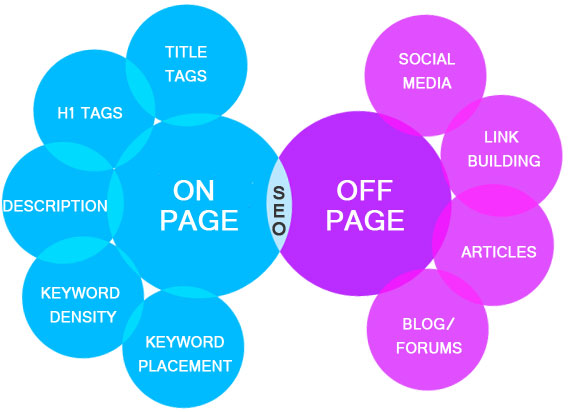 TITLE
TAGS
H1 TAGS
DESCRIPTION
KEYWORD
DENSITY
KEYWORD
PLACEMENT
ON
PAGE
SEO
OFF
PAGE
SOCIAL
MEDIA
LINK
BUILDING
ARTICLES
BLOG/
FORUMS